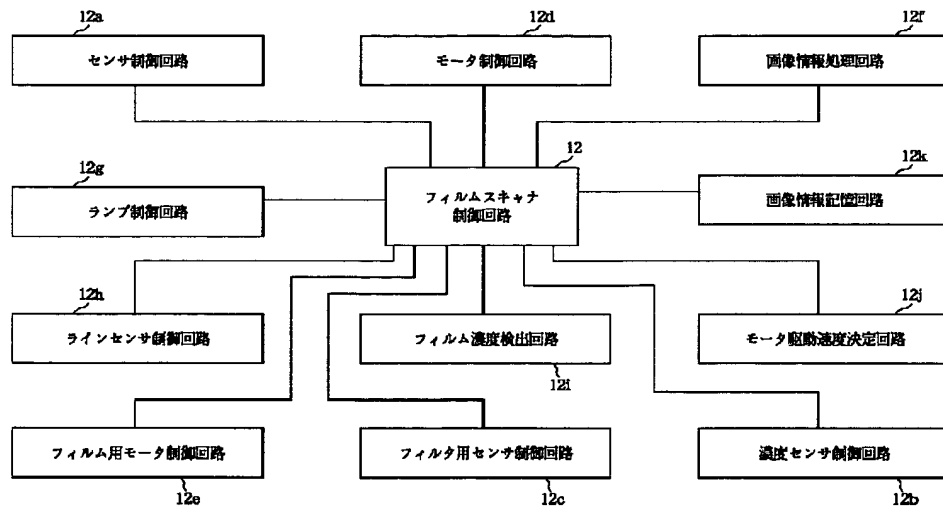 12a
センサ制御回路
12d
モータ制御回路
12f
画像情報処理回路
12g
ランプ制御回路
12
フィルムスキャナ
制御回路
12k
画像情報記憶回路
12h
ラインセンサ制御回路
フィルム濃度検出回路
12i
12j
モータ駆動速度決定回路
フィルム用モータ制御回路
12e
フィルタ用センサ制御回路
12c
濃度センサ制御回路
12b